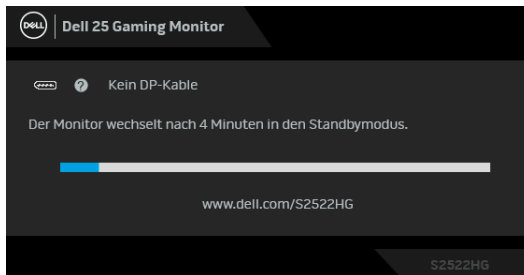 DELL
Dell 25 Gaming Monitor
Kein DP-Kable
Der Monitor wechselt nach 4 Minuten in den Standbymodus.
www.dell.com/S2522HG
S2522HG